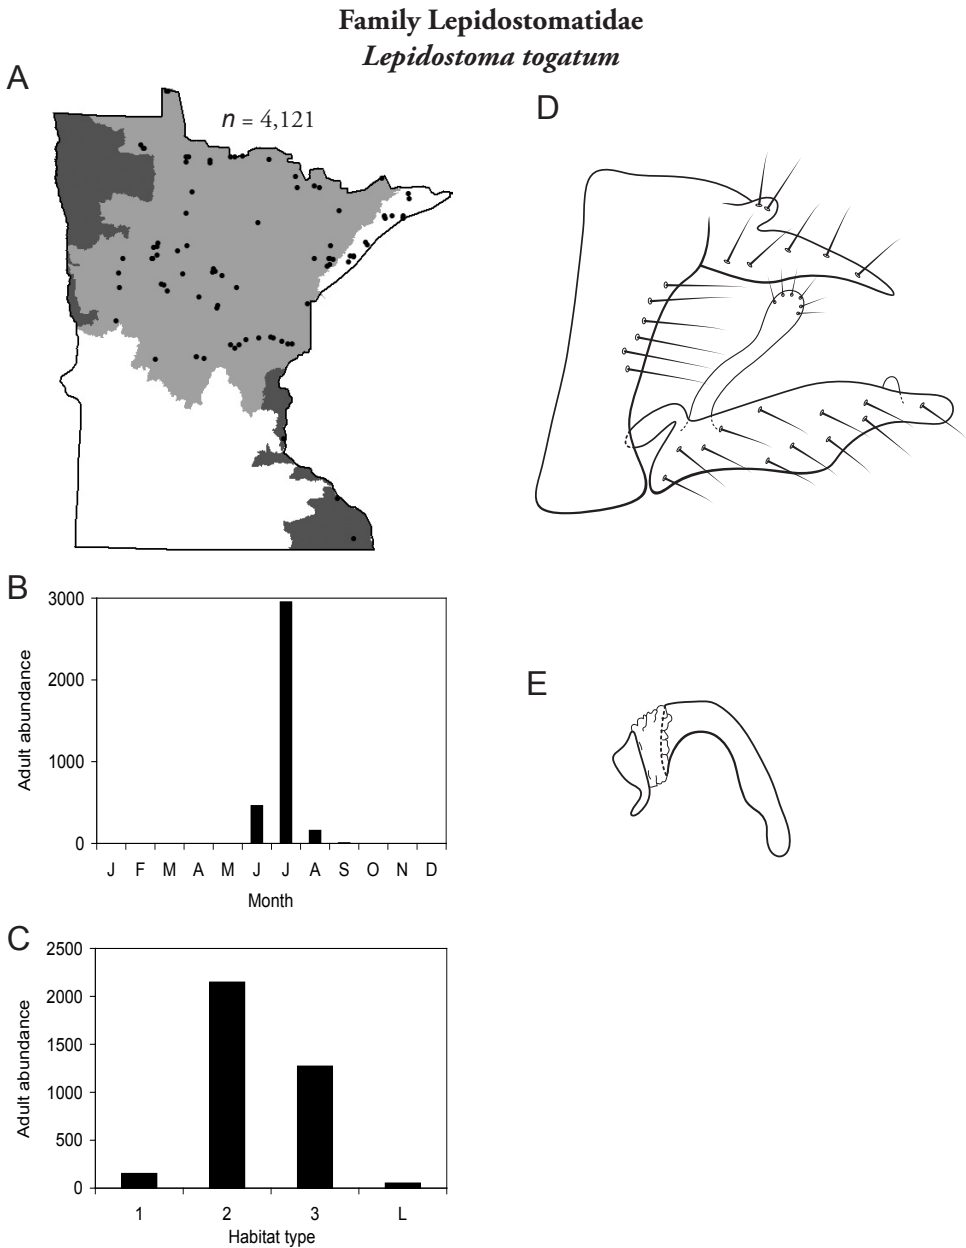 Family Lepidostomatidae
Lepidostoma togatum
A
n = 4,121
D
B
3000
2000
1000
0
Adult abundance
J F M A M J J A S O N D
Month
E
C
2500
2000
1500
1000
500
0
Adult abundance
1 2 3 L
Habitat type